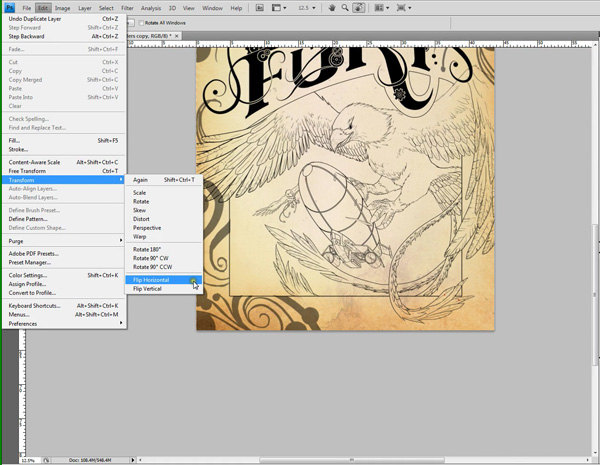 Ps File Edit Image Layer Select Filter Analysis 3D View Window Help 12.5
Rotate All Windows
ers copy, RGB/8) * ×
Undo Duplicate Layer Ctrl+Z
Step Forward Shift+Ctrl+Z
Step Backward Alt+Ctrl+Z
Fade... Shift+Ctrl+F
Cut Ctrl+X
Copy Ctrl+C
Copy Merged Shift+Ctrl+C
Paste Ctrl+V
Paste Into Shift+Ctrl+V
Clear
Check Spelling...
Find and Replace Text...
Fill... Shift+F5
Stroke...
Content-Aware Scale Alt+Shift+Ctrl+C
Free Transform Ctrl+T
Transform
Auto-Align Layers...
Auto-Blend Layers...
Define Brush Preset...
Define Pattern...
Define Custom Shape...
Purge
Adobe PDF Presets...
Preset Manager...
Color Settings... Shift+Ctrl+K
Assign Profile...
Convert to Profile...
Keyboard Shortcuts... Alt+Shift+Ctrl+K
Menus... Alt+Shift+Ctrl+M
Preferences
Again Shift+Ctrl+T
Scale
Rotate
Skew
Distort
Perspective
Warp
Rotate 180°
Rotate 90° CW
Rotate 90° CCW
Flip Horizontal
Flip Vertical
12.5% Doc: 108.4M/548.4M